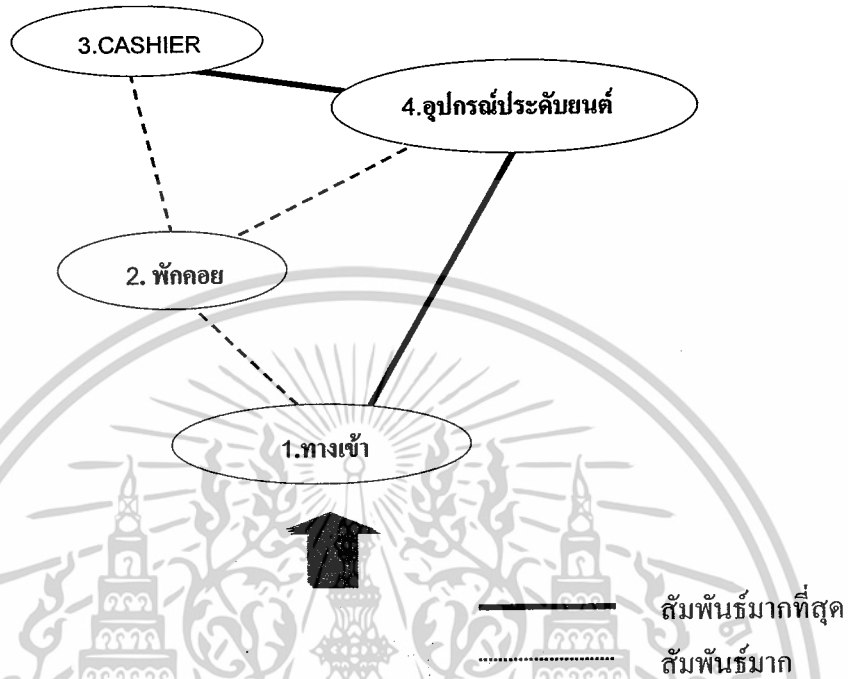 3.CASHIER
4.อุปกรณ์ประดับยนต์
2. พักคอย
1.ทางเข้า
สัมพันธ์มากที่สุด
สัมพันธ์มาก